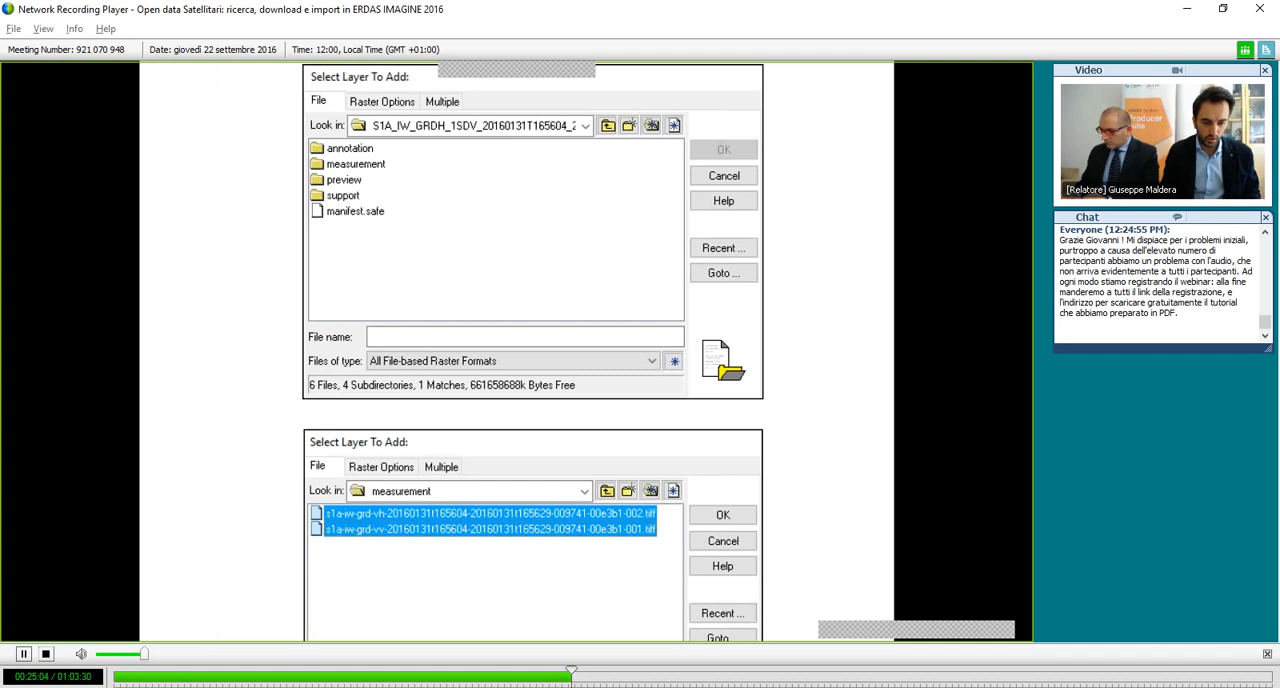 Network Recording Player - Open data Satellitari: ricerca, download e import in ERDAS IMAGINE 2016
File View Info Help
Meeting Number: 921 070 948 Date: giovedì 22 settembre 2016 Time: 12:00, Local Time (GMT +01:00)
Select Layer To Add:
File Raster Options Multiple
Look in: S1A_IW_GRDH_1SDV_20160131T165604_2
annotation
measurement
preview
support
manifest.safe
OK
Cancel
Help
Recent ...
Goto ...
File name:
Files of type: All File-based Raster Formats
6 Files, 4 Subdirectories, 1 Matches, 661658688k Bytes Free
Select Layer To Add:
File Raster Options Multiple
Look in: measurement
s1a-iw-grd-vh-20160131t165604-20160131t165629-009741-00e3b1-002.tiff
s1a-iw-grd-vv-20160131t165604-20160131t165629-009741-00e3b1-001.tiff
OK
Cancel
Help
Recent ...
Goto
Video
Producer
[Relatore] Giuseppe Maldera
Chat
Everyone (12:24:55 PM):
Grazie Giovanni ! Mi dispiace per i problemi iniziali,
purtroppo a causa dell'elevato numero di
partecipanti abbiamo un problema con l'audio, che
non arriva evidentemente a tutti i partecipanti. Ad
ogni modo stiamo registrando il webinar: alla fine
manderemo a tutti il link della registrazione, e
l'indirizzo per scaricare gratuitamente il tutorial
che abbiamo preparato in PDF.
00:25:04 / 01:03:30